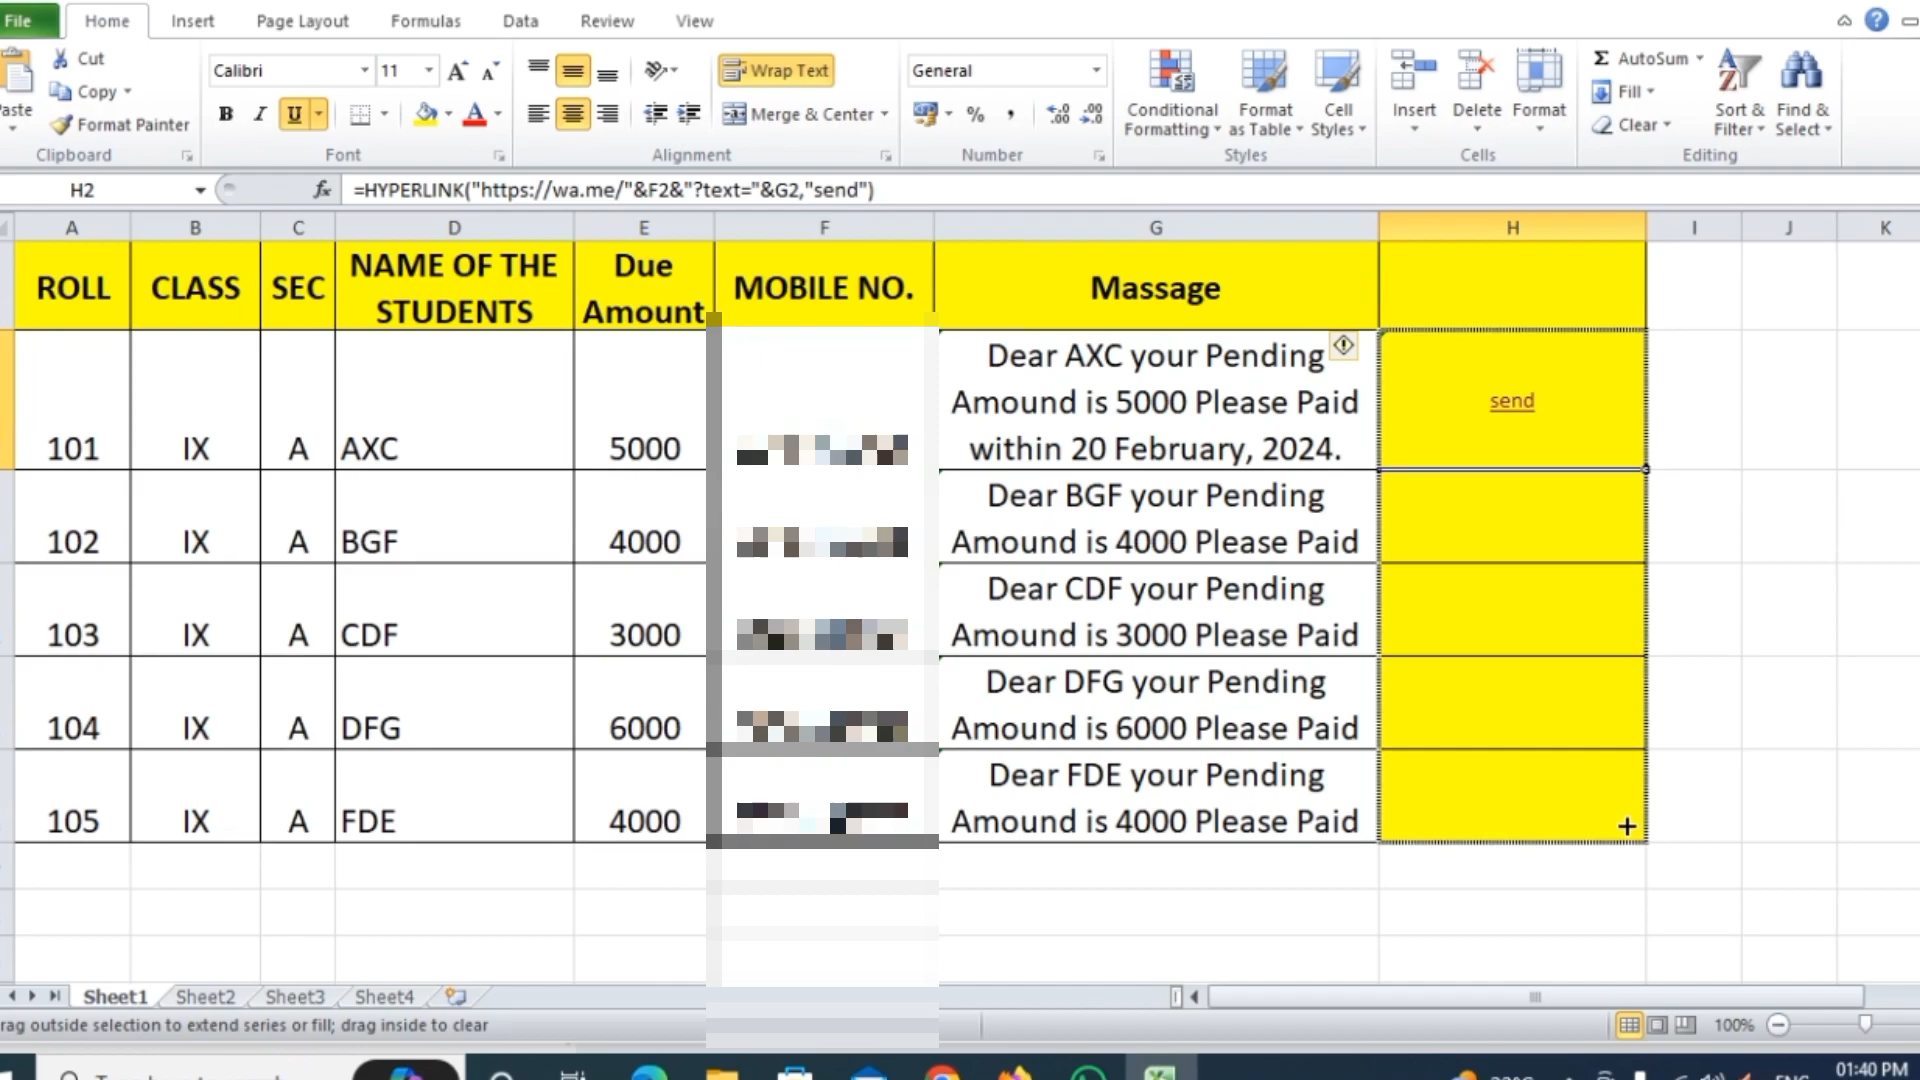 File Home Insert Page Layout Formulas Data Review View
Cut
Copy
Format Painter
Clipboard
Calibri 11
B I U
Font
Wrap Text
Merge & Center
Alignment
General
%
Number
Conditional Formatting
Format as Table
Cell Styles
Styles
Insert Delete Format
Cells
AutoSum
Fill
Clear
Sort & Filter
Find & Select
Editing
H2 fx =HYPERLINK("https://wa.me/"&F2&"?text="&G2,"send")
A B C D E F G H I J K
ROLL CLASS SEC NAME OF THE STUDENTS Due Amount MOBILE NO. Massage
101 IX A AXC 5000 Dear AXC your Pending Amound is 5000 Please Paid within 20 February, 2024. send
102 IX A BGF 4000 Dear BGF your Pending Amound is 4000 Please Paid
103 IX A CDF 3000 Dear CDF your Pending Amound is 3000 Please Paid
104 IX A DFG 6000 Dear DFG your Pending Amound is 6000 Please Paid
105 IX A FDE 4000 Dear FDE your Pending Amound is 4000 Please Paid
Sheet1 Sheet2 Sheet3 Sheet4
rag outside selection to extend series or fill; drag inside to clear
100%
01:40 PM